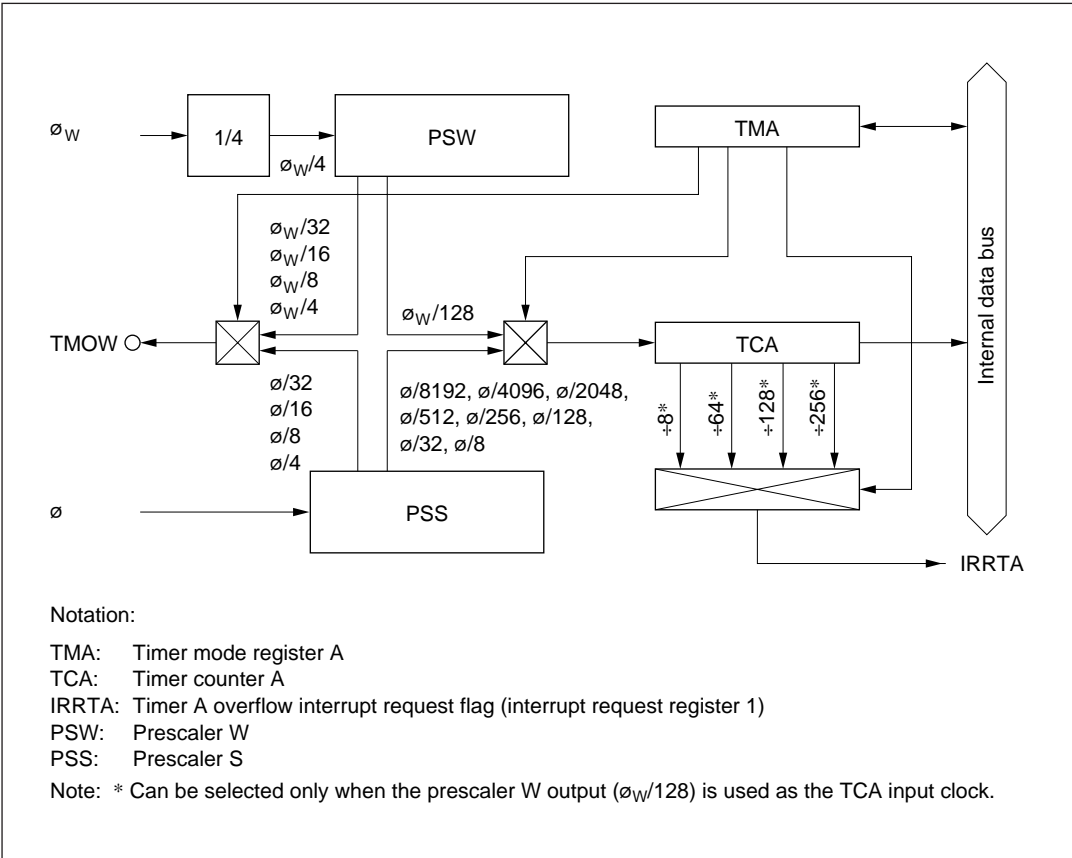 øW
1/4
øW/4
PSW
TMA
øW/32
øW/16
øW/8
øW/4
øW/128
TMOW
TCA
Internal data bus
ø/32
ø/16
ø/8
ø/4
ø/8192, ø/4096, ø/2048,
ø/512, ø/256, ø/128,
ø/32, ø/8
÷8*
÷64*
÷128*
÷256*
ø
PSS
IRRTA
Notation:
TMA: Timer mode register A
TCA: Timer counter A
IRRTA: Timer A overflow interrupt request flag (interrupt request register 1)
PSW: Prescaler W
PSS: Prescaler S
Note: * Can be selected only when the prescaler W output (øW/128) is used as the TCA input clock.